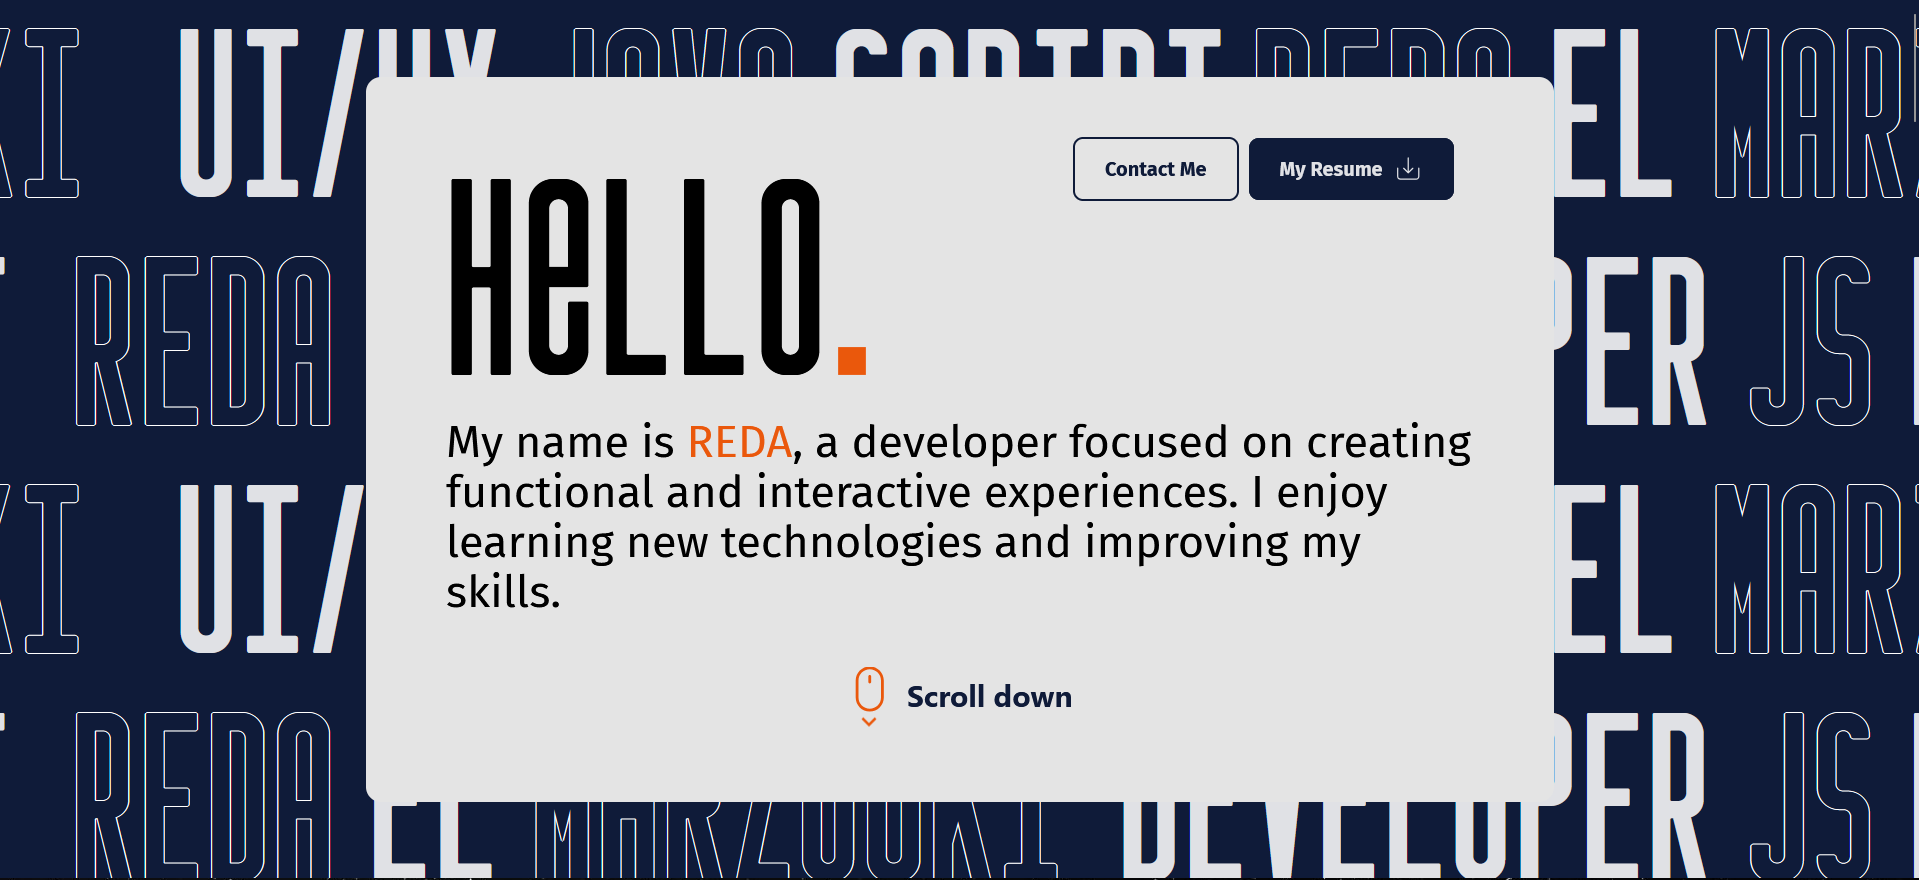 KI UI/UX JAVA SCRIPT REDA EL MAR
Contact Me
My Resume
HeLLO.
REDA PER JS
My name is REDA, a developer focused on creating
functional and interactive experiences. I enjoy
learning new technologies and improving my
skills.
KI UI/ EL MAR
Scroll down
REDA EL MARZOUKI DEVELOPER JS